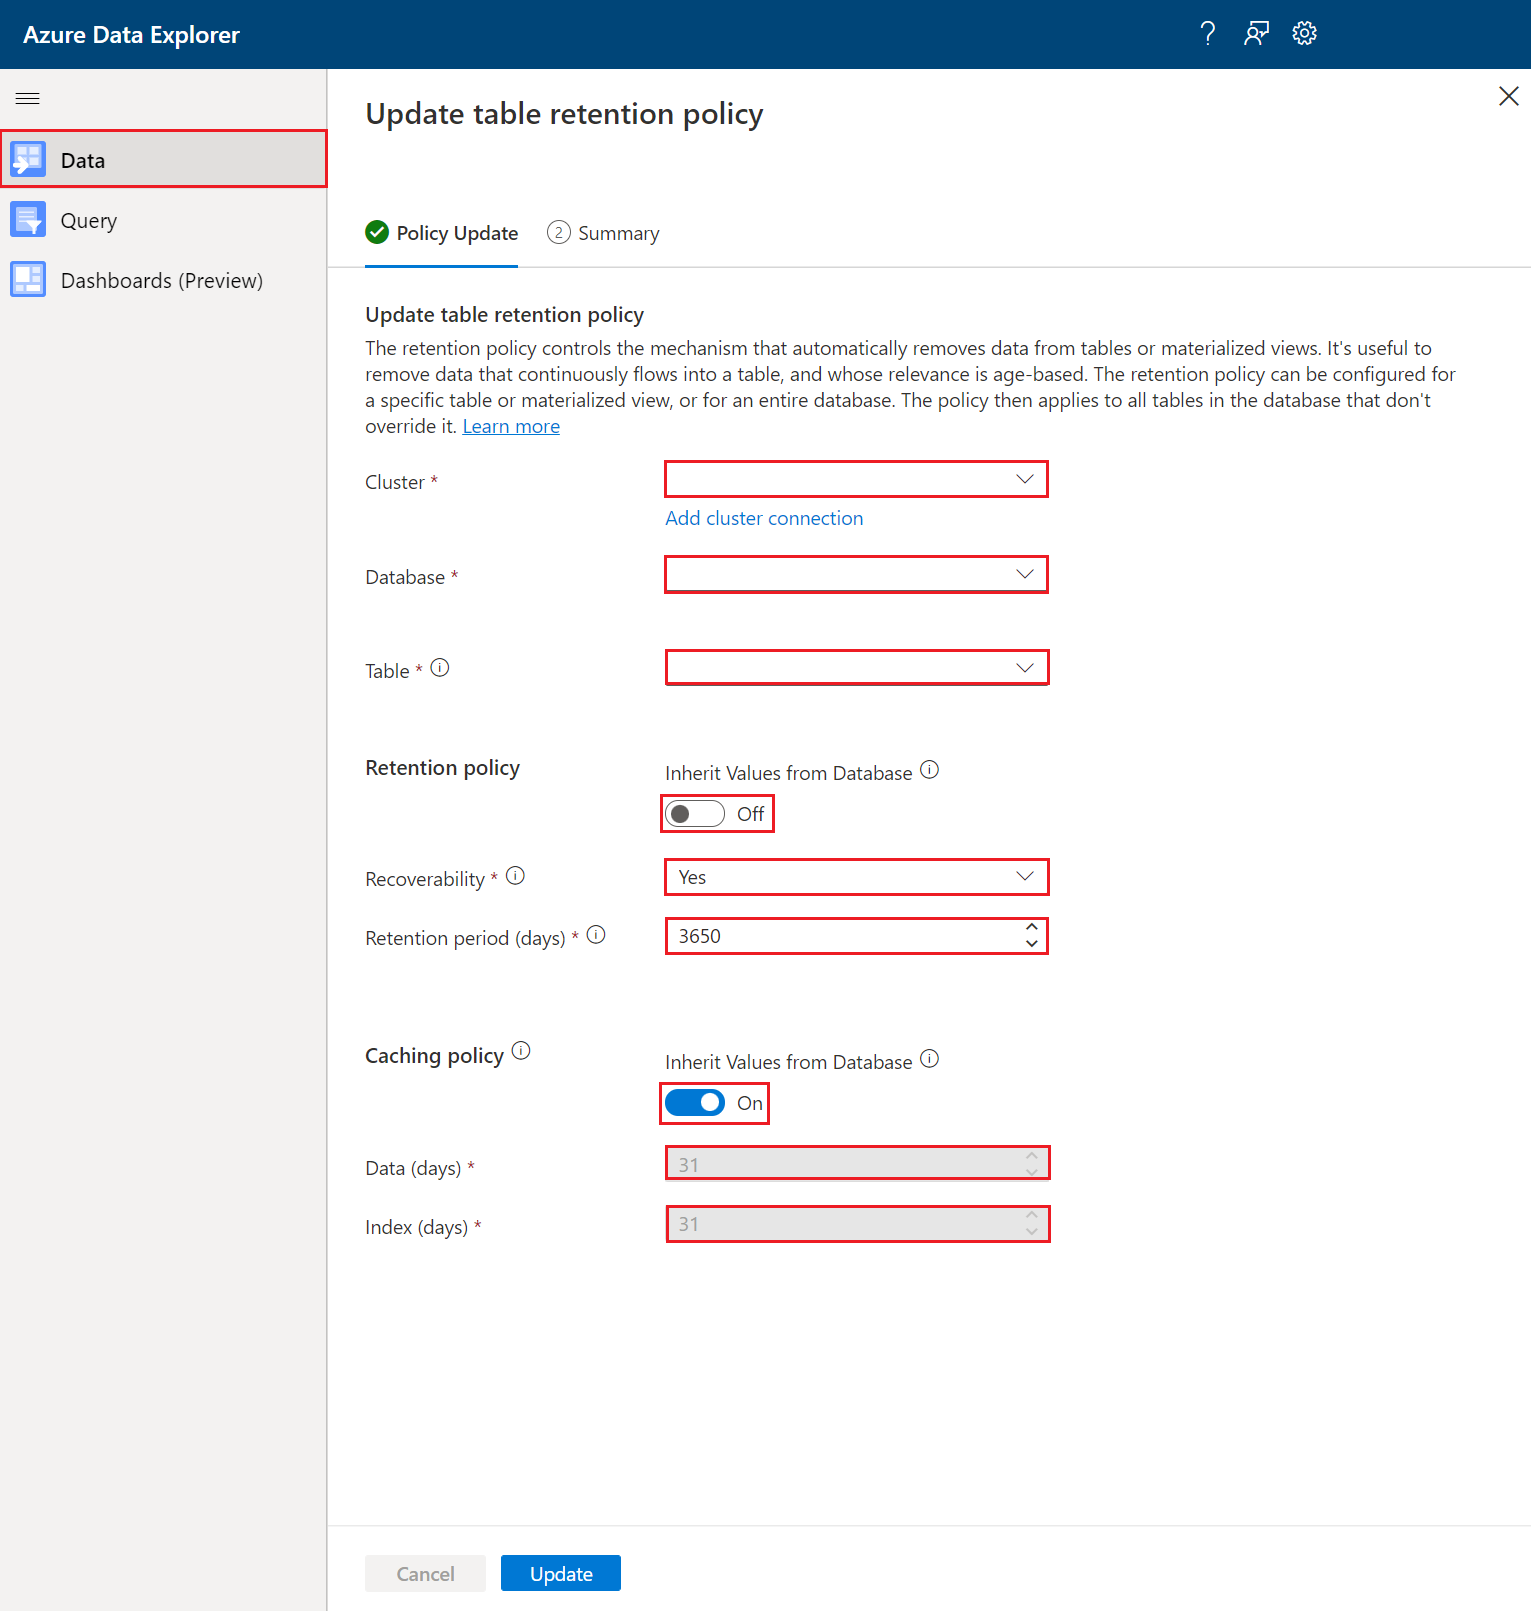 Azure Data Explorer
?
Update table retention policy
Data
Query
Dashboards (Preview)
Policy Update
2 Summary
Update table retention policy
The retention policy controls the mechanism that automatically removes data from tables or materialized views. It's useful to
remove data that continuously flows into a table, and whose relevance is age-based. The retention policy can be configured for
a specific table or materialized view, or for an entire database. The policy then applies to all tables in the database that don't
override it. Learn more
Cluster *
Add cluster connection
Database *
Table *
Retention policy
Inherit Values from Database
Off
Recoverability *
Yes
Retention period (days) *
3650
Caching policy
Inherit Values from Database
On
Data (days) *
31
Index (days) *
31
Cancel
Update